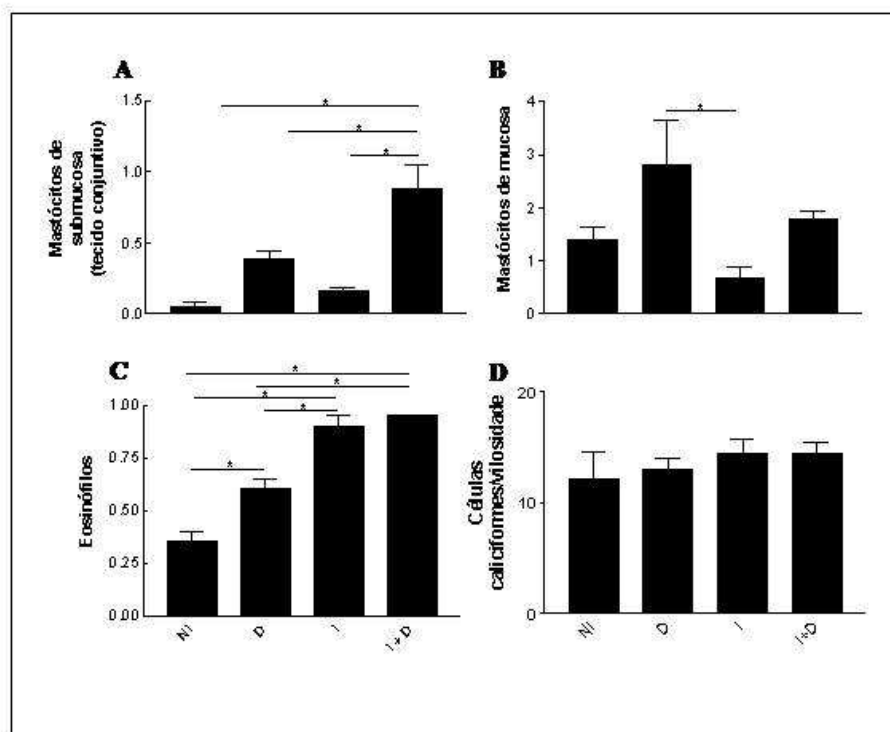 A
Mastócitos de
submucosa
(tecido conjuntivo)
1.5
1.0
0.5
0.0
*
*
*
B
Mastócitos de mucosa
4
3
2
1
0
*
C
Eosinófilos
1.00
0.75
0.50
0.25
0.00
*
*
*
*
*
NI
D
I
I+D
D
Células
caliciformes/vilosidade
20
10
0
NI
D
I
I+D